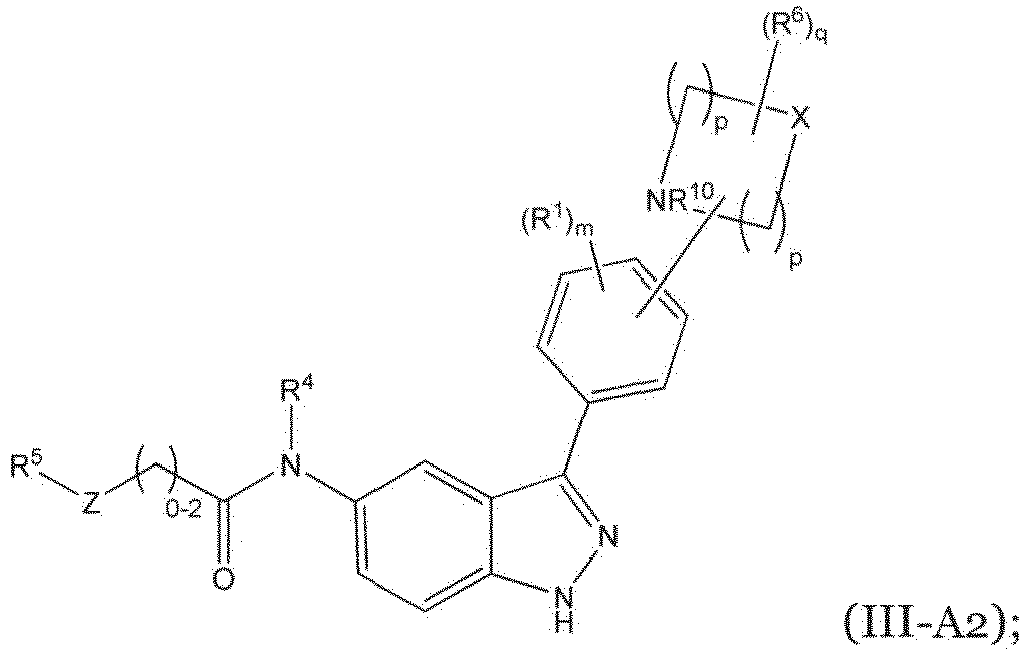 (R⁶)q
( )p
X
NR¹⁰
( )p
(R¹)m
R⁴
R⁵
Z
( )0-2
N
O
N
N
H
(III-A2);